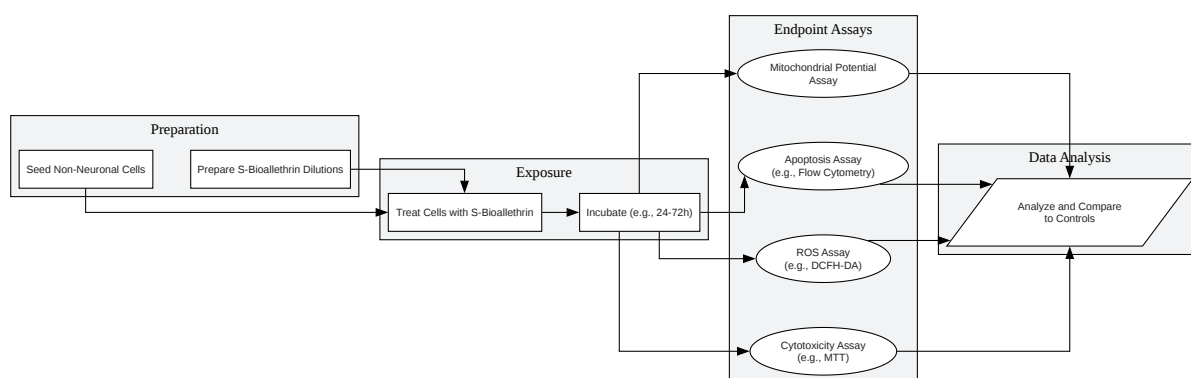 Preparation
Seed Non-Neuronal Cells
Prepare S-Bioallethrin Dilutions
Exposure
Treat Cells with S-Bioallethrin
Incubate (e.g., 24-72h)
Endpoint Assays
Mitochondrial Potential
Assay
Apoptosis Assay
(e.g., Flow Cytometry)
ROS Assay
(e.g., DCFH-DA)
Cytotoxicity Assay
(e.g., MTT)
Data Analysis
Analyze and Compare
to Controls